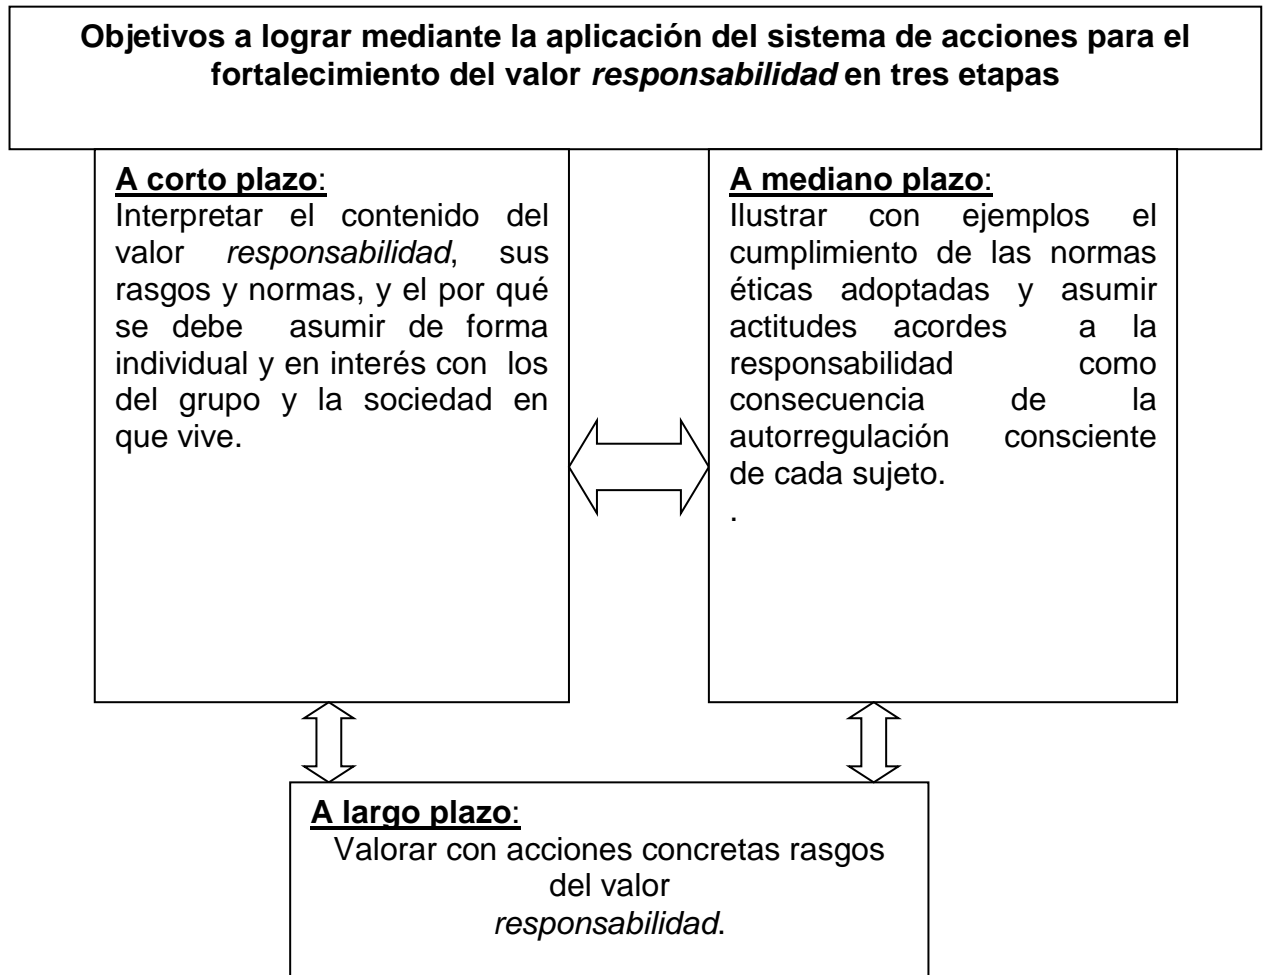 Objetivos a lograr mediante la aplicación del sistema de acciones para el
fortalecimiento del valor responsabilidad en tres etapas
A corto plazo:
Interpretar el contenido del
valor responsabilidad, sus
rasgos y normas, y el por qué
se debe asumir de forma
individual y en interés con los
del grupo y la sociedad en
que vive.
A mediano plazo:
Ilustrar con ejemplos el
cumplimiento de las normas
éticas adoptadas y asumir
actitudes acordes a la
responsabilidad como
consecuencia de la
autorregulación consciente
de cada sujeto.
.
A largo plazo:
Valorar con acciones concretas rasgos
del valor
responsabilidad.